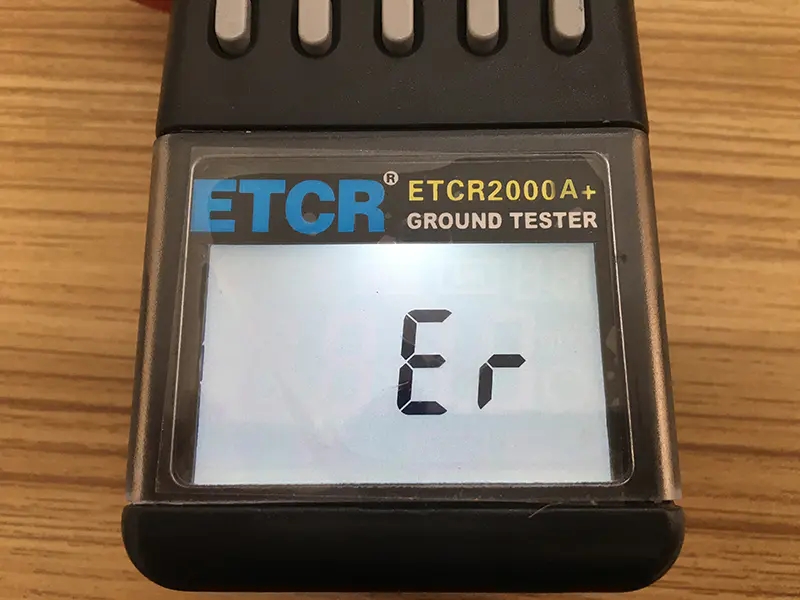 ETCR® ETCR2000A+
GROUND TESTER
Er